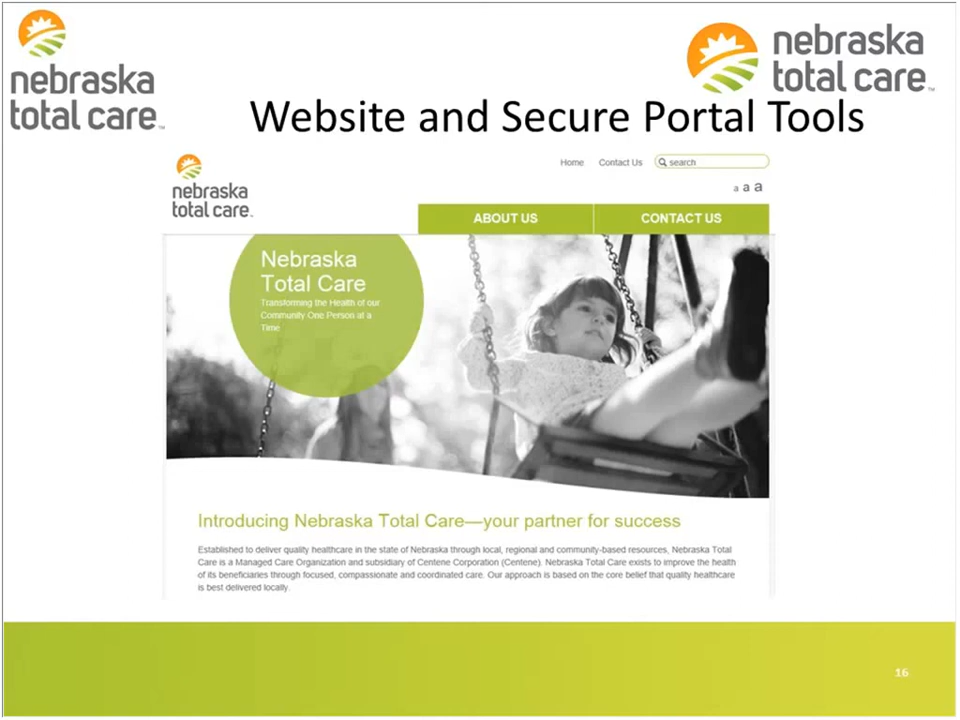 nebraska
total care™
nebraska
total care™
Website and Secure Portal Tools
Home Contact Us search
nebraska
total care™
a a a
ABOUT US CONTACT US
Nebraska
Total Care
Transforming the Health of our
Community One Person at a
Time
Introducing Nebraska Total Care—your partner for success
Established to deliver quality healthcare in the state of Nebraska through local, regional and community-based resources, Nebraska Total
Care is a Managed Care Organization and subsidiary of Centene Corporation (Centene). Nebraska Total Care exists to improve the health
of its beneficiaries through focused, compassionate and coordinated care. Our approach is based on the core belief that quality healthcare
is best delivered locally.
16